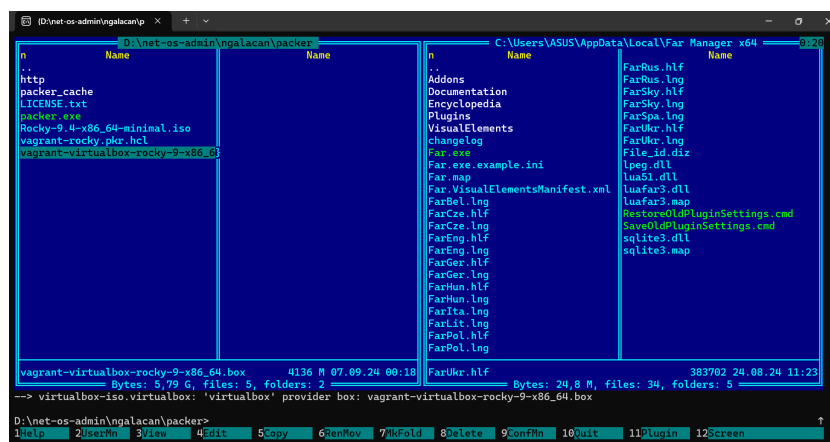 (D:\net-os-admin\ngalacan\p
D:\net-os-admin\ngalacan\packer
n Name Name
..
http
packer_cache
LICENSE.txt
packer.exe
Rocky-9.4-x86_64-minimal.iso
vagrant-rocky.pkr.hcl
vagrant-virtualbox-rocky-9-x86_6}
vagrant-virtualbox-rocky-9-x86_64.box 4136 M 07.09.24 00:18
Bytes: 5,79 G, files: 5, folders: 2
C:\Users\ASUS\AppData\Local\Far Manager x64 0:20
n Name Name
..
Addons
Documentation
Encyclopedia
Plugins
VisualElements
changelog
Far.exe
Far.exe.example.ini
Far.map
Far.VisualElementsManifest.xml
FarBel.lng
FarCze.hlf
FarCze.lng
FarEng.hlf
FarEng.lng
FarGer.hlf
FarGer.lng
FarHun.hlf
FarHun.lng
FarIta.lng
FarLit.lng
FarPol.hlf
FarPol.lng
FarRus.hlf
FarRus.lng
FarSky.hlf
FarSky.lng
FarSpa.lng
FarUkr.hlf
FarUkr.lng
File_id.diz
lpeg.dll
lua51.dll
luafar3.dll
luafar3.map
RestoreOldPluginSettings.cmd
SaveOldPluginSettings.cmd
sqlite3.dll
sqlite3.map
FarUkr.hlf 383702 24.08.24 11:23
Bytes: 24,8 M, files: 34, folders: 5
--> virtualbox-iso.virtualbox: 'virtualbox' provider box: vagrant-virtualbox-rocky-9-x86_64.box
D:\net-os-admin\ngalacan\packer>
1Help 2UserMn 3View 4Edit 5Copy 6RenMov 7MkFold 8Delete 9ConfMn 10Quit 11Plugin 12Screen